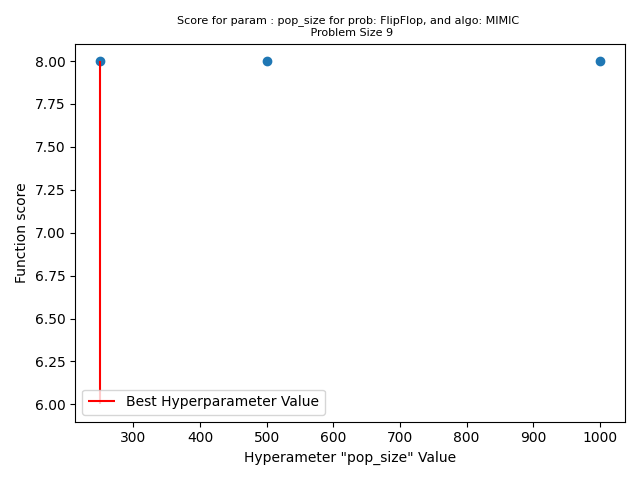 Score for param : pop_size for prob: FlipFlop, and algo: MIMIC
Problem Size 9
8.00
7.75
7.50
7.25
7.00
6.75
6.50
6.25
6.00
Function score
Best Hyperparameter Value
300 400 500 600 700 800 900 1000
Hyperameter "pop_size" Value